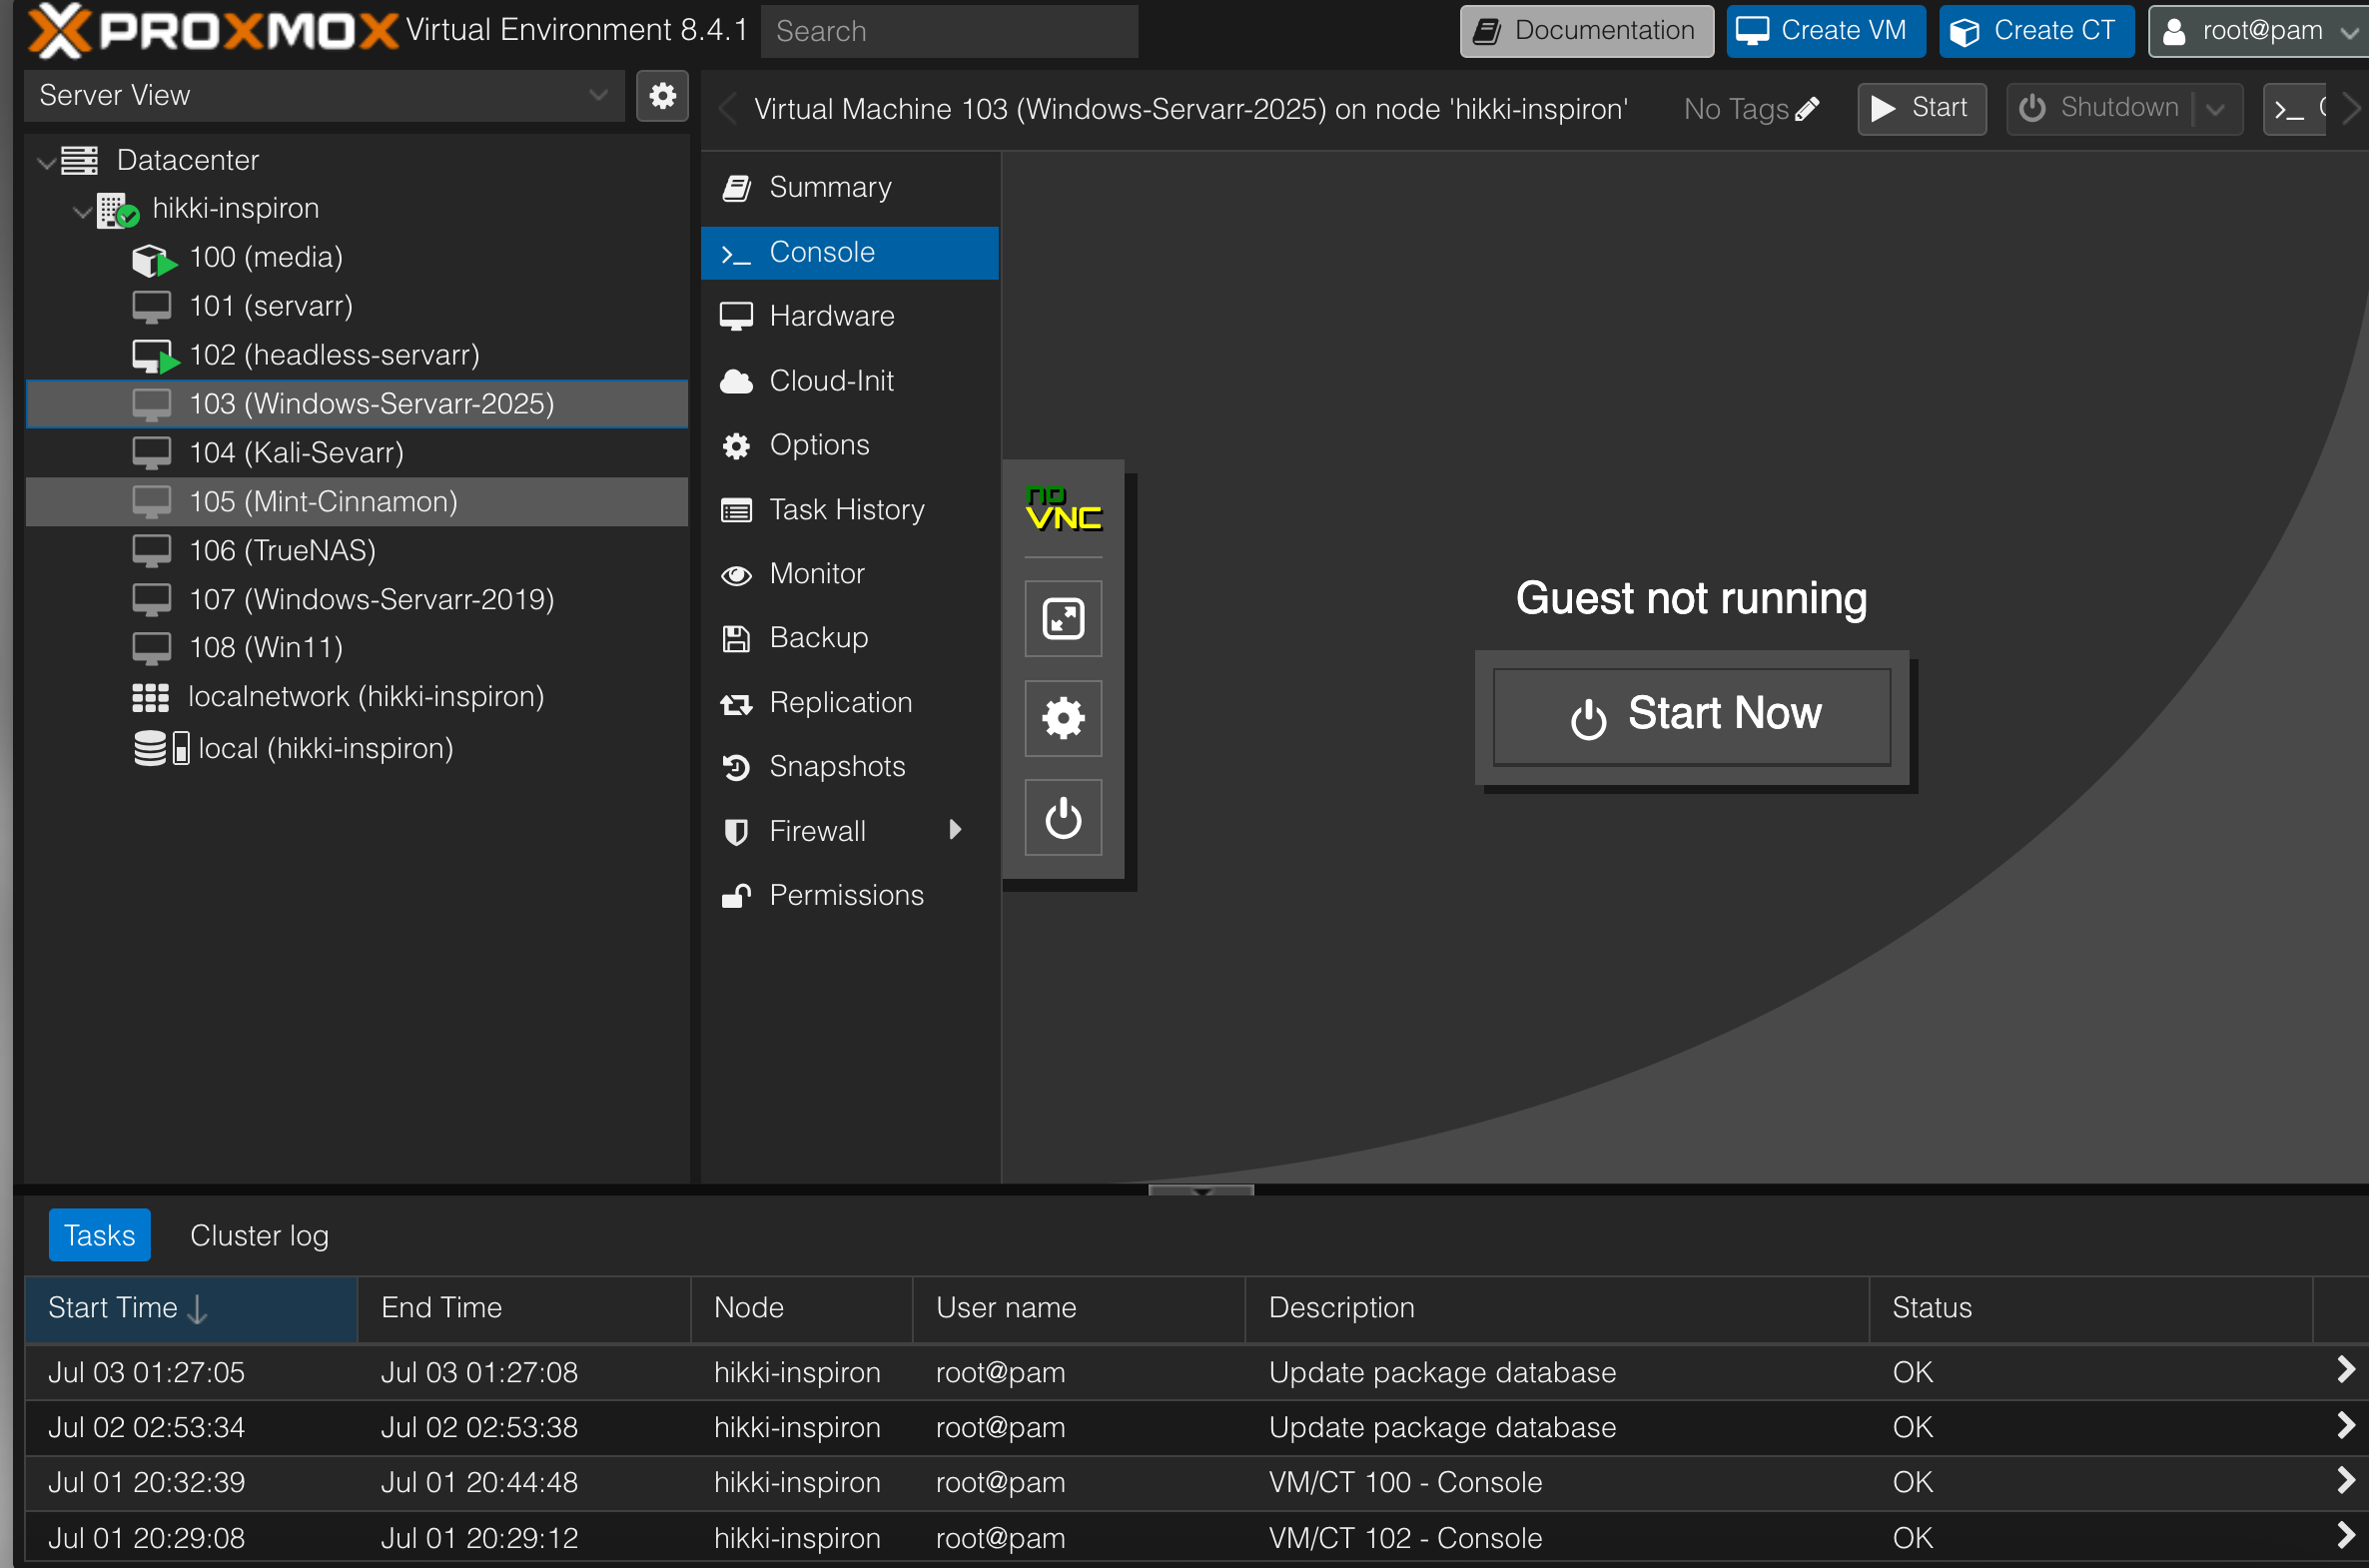 PROXMOX Virtual Environment 8.4.1 Search Documentation Create VM Create CT root@pam
Server View
Virtual Machine 103 (Windows-Servarr-2025) on node 'hikki-inspiron' No Tags Start Shutdown
Datacenter
hikki-inspiron
100 (media)
101 (servarr)
102 (headless-servarr)
103 (Windows-Servarr-2025)
104 (Kali-Sevarr)
105 (Mint-Cinnamon)
106 (TrueNAS)
107 (Windows-Servarr-2019)
108 (Win11)
localnetwork (hikki-inspiron)
local (hikki-inspiron)
Summary
Console
Hardware
Cloud-Init
Options
Task History
Monitor
Backup
Replication
Snapshots
Firewall
Permissions
no
VNC
Guest not running
Start Now
Tasks Cluster log
Start Time End Time Node User name Description Status
Jul 03 01:27:05 Jul 03 01:27:08 hikki-inspiron root@pam Update package database OK
Jul 02 02:53:34 Jul 02 02:53:38 hikki-inspiron root@pam Update package database OK
Jul 01 20:32:39 Jul 01 20:44:48 hikki-inspiron root@pam VM/CT 100 - Console OK
Jul 01 20:29:08 Jul 01 20:29:12 hikki-inspiron root@pam VM/CT 102 - Console OK